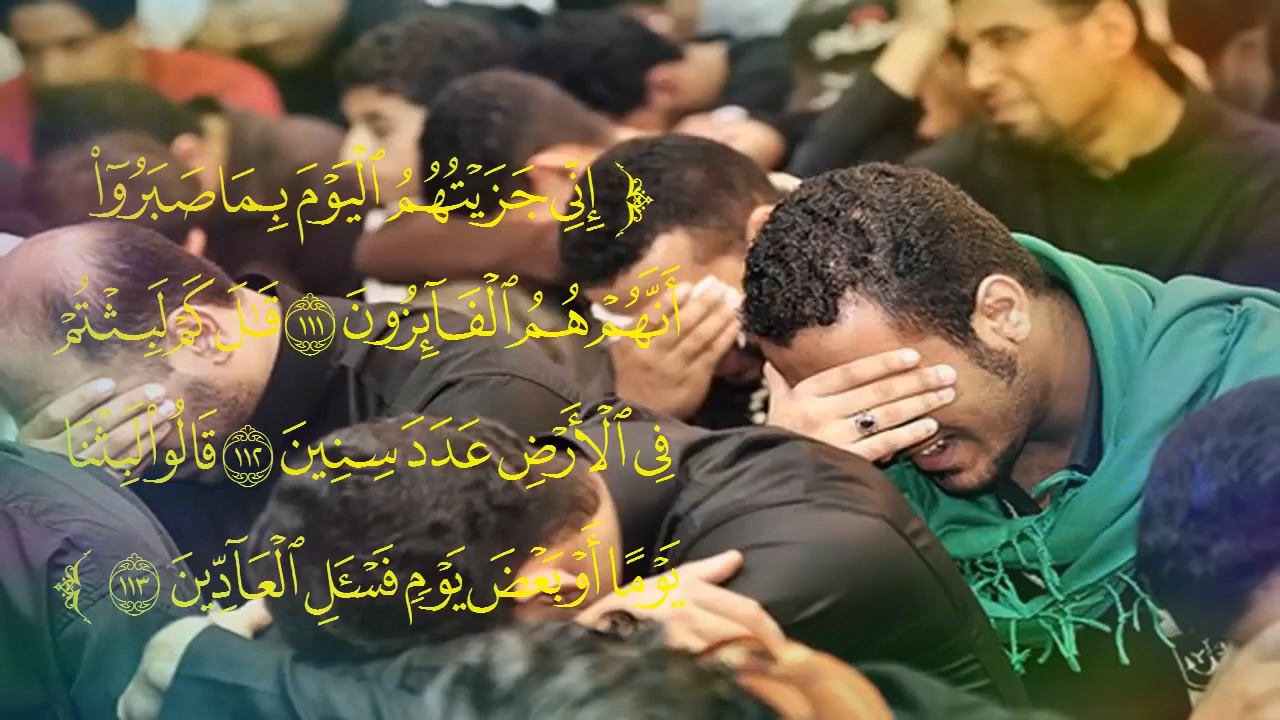 ﴿ إِنِّي جَزَيۡتُهُمُ ٱلۡيَوۡمَ بِمَا صَبَرُوٓاْ
أَنَّهُمۡ هُمُ ٱلۡفَآئِزُونَ ١١١ قَٰلَ كَمۡ لَبِثۡتُمۡ
فِي ٱلۡأَرۡضِ عَدَدَ سِنِينَ ١١٢ قَالُواْ لَبِثۡنَا
يَوۡمًا أَوۡ بَعۡضَ يَوۡمٖ فَسۡـَٔلِ ٱلۡعَآدِّينَ ١١٣ ﴾